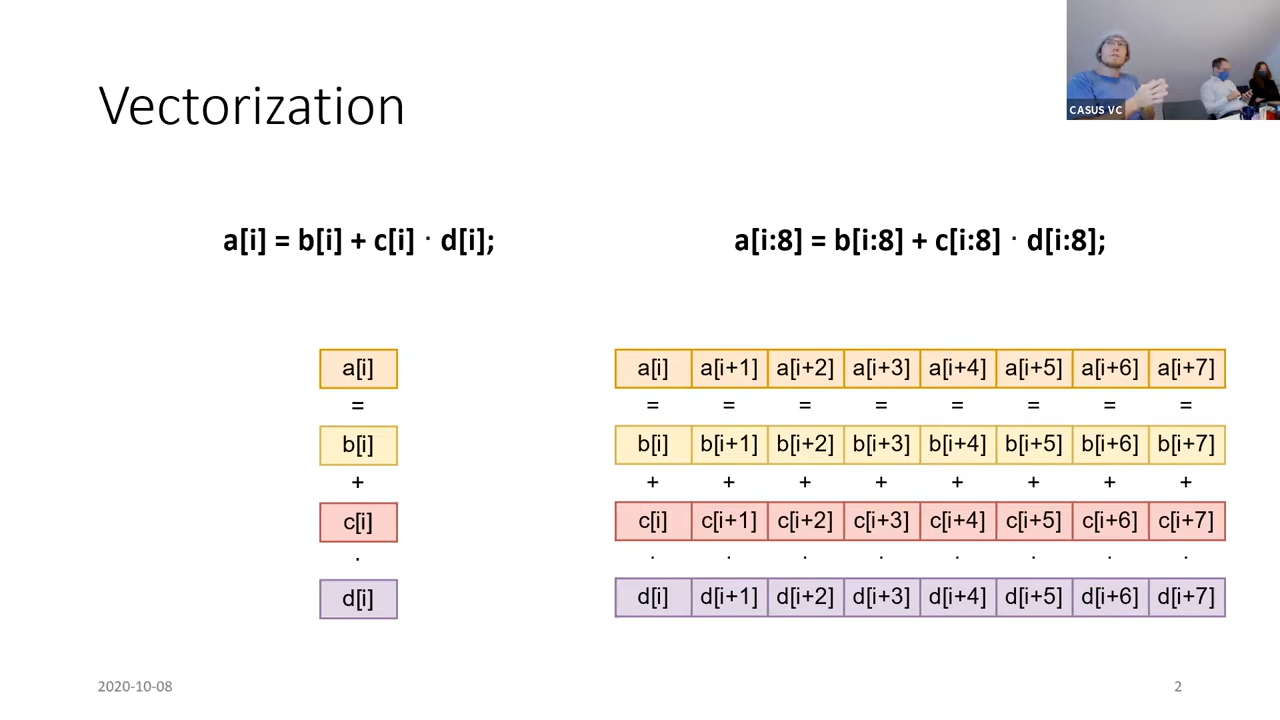 CASUS VC
Vectorization
a[i] = b[i] + c[i] · d[i];
a[i:8] = b[i:8] + c[i:8] · d[i:8];
a[i]
=
b[i]
+
c[i]
·
d[i]
a[i] a[i+1] a[i+2] a[i+3] a[i+4] a[i+5] a[i+6] a[i+7]
= = = = = = = =
b[i] b[i+1] b[i+2] b[i+3] b[i+4] b[i+5] b[i+6] b[i+7]
+ + + + + + + +
c[i] c[i+1] c[i+2] c[i+3] c[i+4] c[i+5] c[i+6] c[i+7]
· · · · · · · ·
d[i] d[i+1] d[i+2] d[i+3] d[i+4] d[i+5] d[i+6] d[i+7]
2020-10-08
2